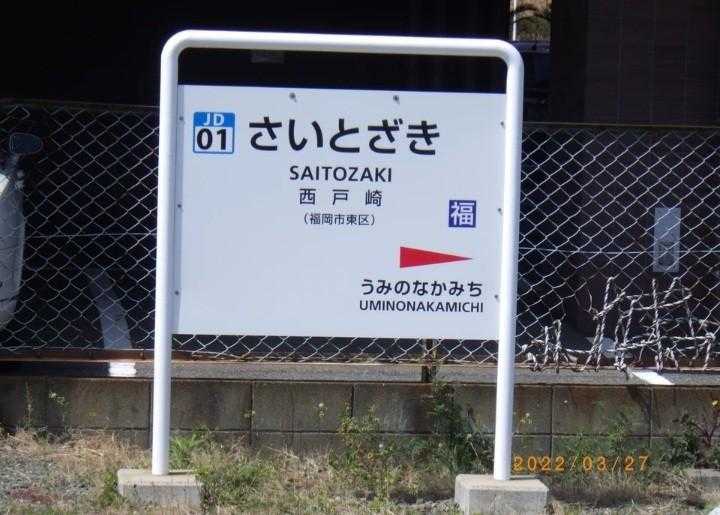 JD
01
さいとざき
SAITOZAKI
西戸崎
(福岡市東区)
福
うみのなかみち
UMINONAKAMICHI
2022/03/27